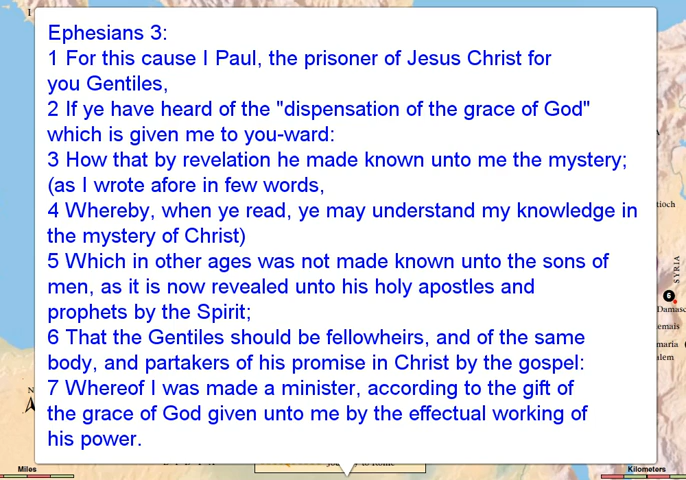 Ephesians 3:
1 For this cause I Paul, the prisoner of Jesus Christ for
you Gentiles,
2 If ye have heard of the "dispensation of the grace of God"
which is given me to you-ward:
3 How that by revelation he made known unto me the mystery;
(as I wrote afore in few words,
4 Whereby, when ye read, ye may understand my knowledge in
the mystery of Christ)
5 Which in other ages was not made known unto the sons of
men, as it is now revealed unto his holy apostles and
prophets by the Spirit;
6 That the Gentiles should be fellowheirs, and of the same
body, and partakers of his promise in Christ by the gospel:
7 Whereof I was made a minister, according to the gift of
the grace of God given unto me by the effectual working of
his power.
tioch
SYRIA
6
Damasc
emais
maria
alem
N
Miles
Kilometers